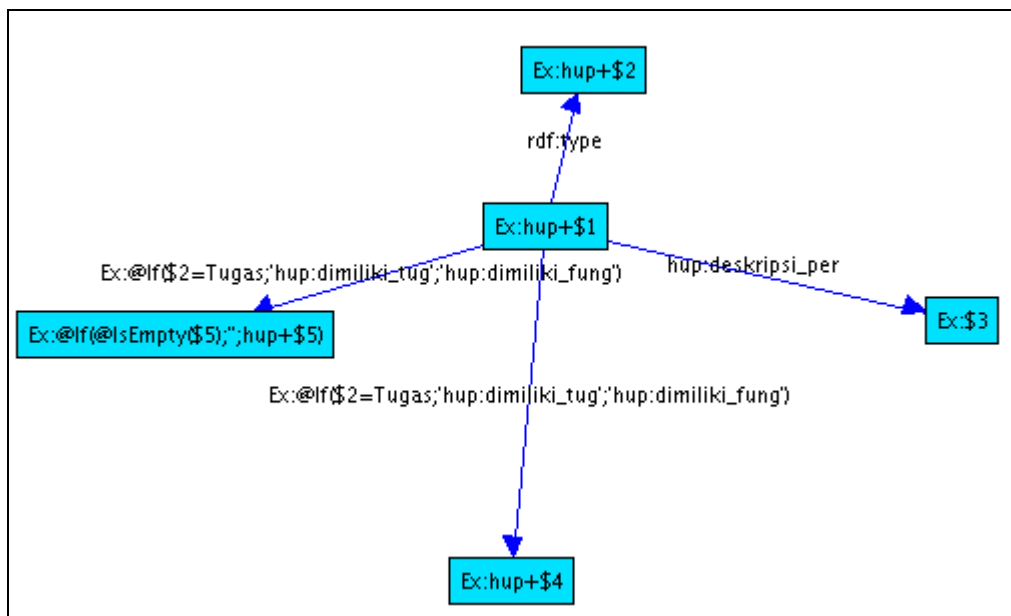 Ex:hup+$2
rdf:type
Ex:hup+$1
Ex:@If($2=Tugas;'hup:dimiliki_tug';'hup:dimiliki_fung')
hup:deskripsi_per
Ex:@If(@IsEmpty($5);'';hup+$5)
Ex:$3
Ex:@If($2=Tugas;'hup:dimiliki_tug';'hup:dimiliki_fung')
Ex:hup+$4